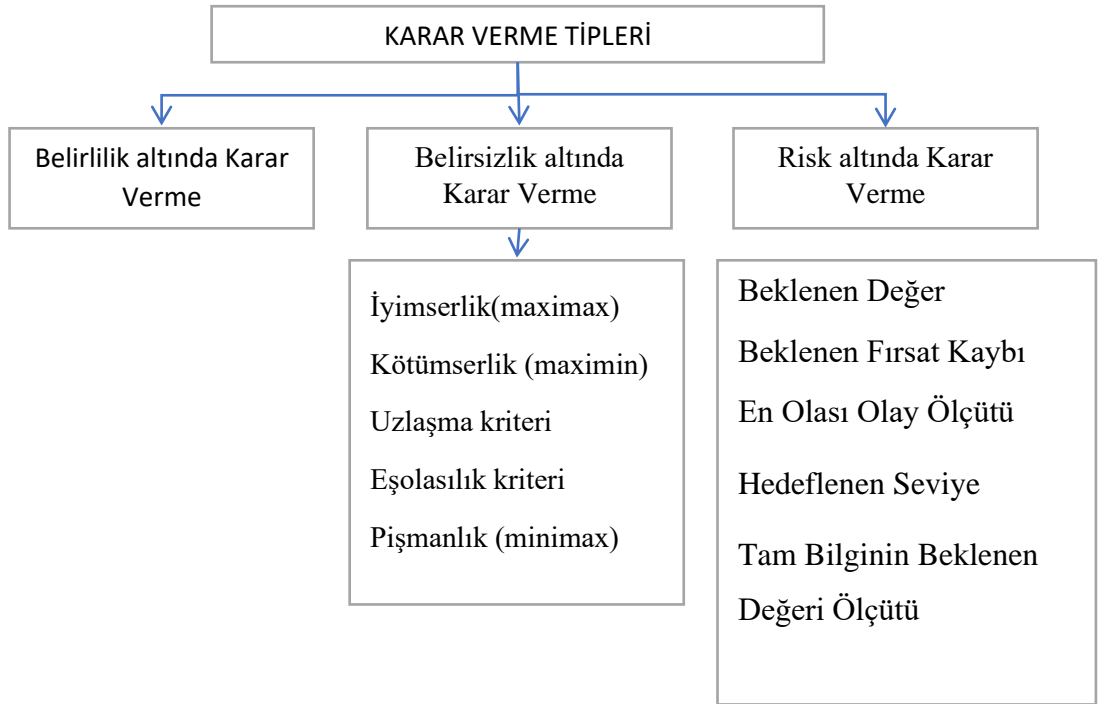 KARAR VERME TİPLERİ
Belirlilik altında Karar
Verme
Belirsizlik altında
Karar Verme
Risk altında Karar
Verme
İyimserlik(maximax)
Kötümserlik (maximin)
Uzlaşma kriteri
Eşolasılık kriteri
Pişmanlık (minimax)
Beklenen Değer
Beklenen Fırsat Kaybı
En Olası Olay Ölçütü
Hedeflenen Seviye
Tam Bilginin Beklenen
Değeri Ölçütü